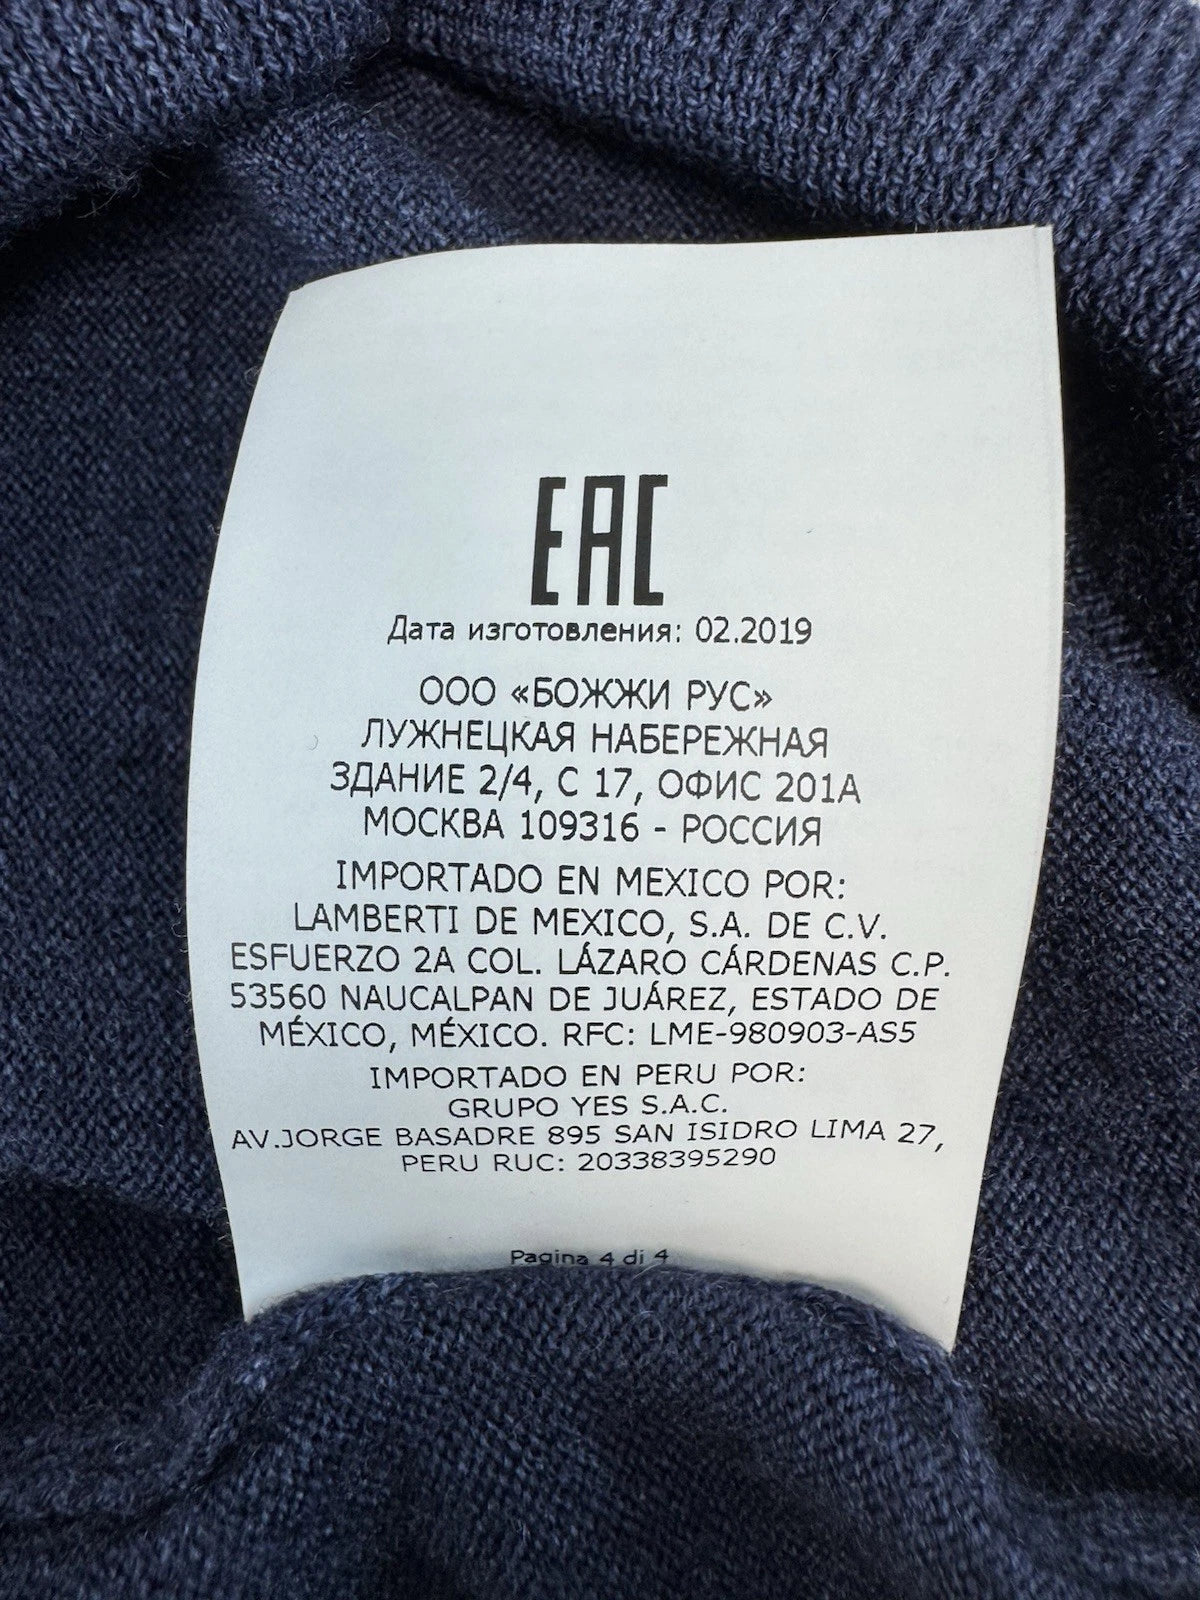 EAC
Дата изготовления: 02.2019
ООО «БОЖЖИ РУС»
ЛУЖНЕЦКАЯ НАБЕРЕЖНАЯ
ЗДАНИЕ 2/4, С 17, ОФИС 201А
МОСКВА 109316 - РОССИЯ
IMPORTADO EN MEXICO POR:
LAMBERTI DE MEXICO, S.A. DE C.V.
ESFUERZO 2A COL. LÁZARO CÁRDENAS C.P.
53560 NAUCALPAN DE JUÁREZ, ESTADO DE
MÉXICO, MÉXICO. RFC: LME-980903-AS5
IMPORTADO EN PERU POR:
GRUPO YES S.A.C.
AV.JORGE BASADRE 895 SAN ISIDRO LIMA 27,
PERU RUC: 20338395290
Pagina 4 di 4